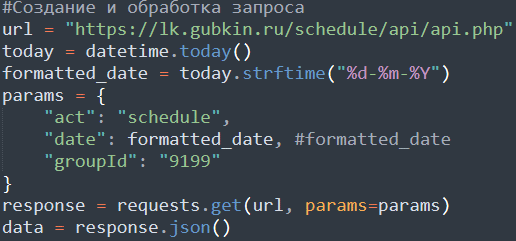 #Создание и обработка запроса
url = "https://lk.gubkin.ru/schedule/api/api.php"
today = datetime.today()
formatted_date = today.strftime("%d-%m-%Y")
params = {
    "act": "schedule",
    "date": formatted_date, #formatted_date
    "groupId": "9199"
}
response = requests.get(url, params=params)
data = response.json()